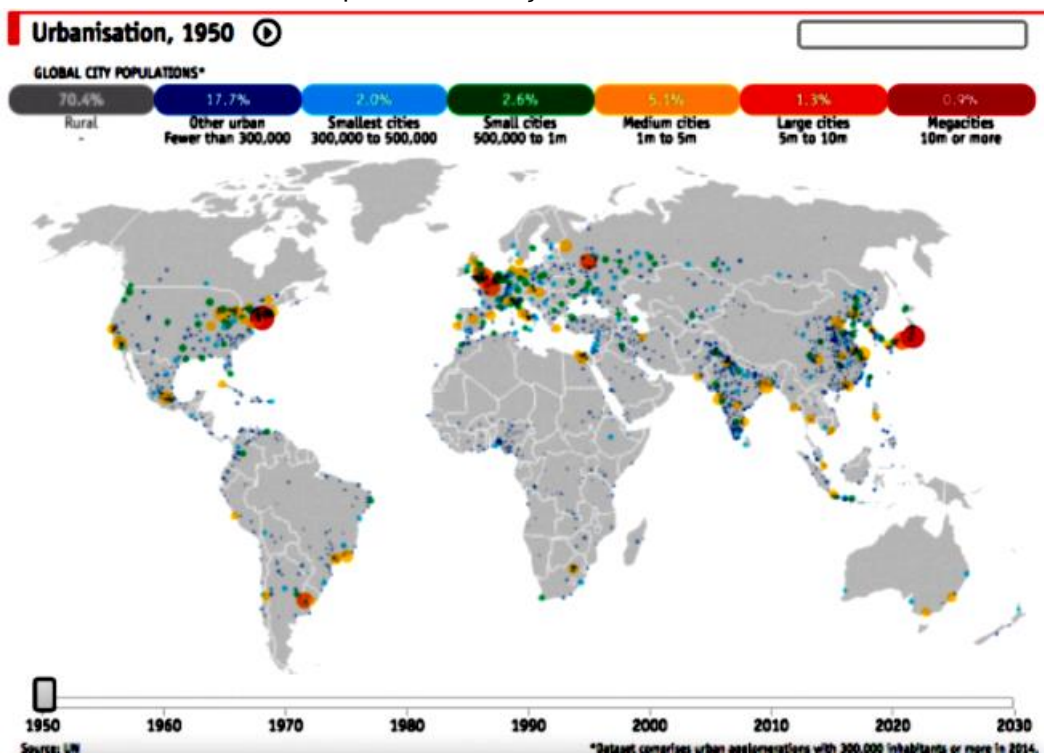 Urbanisation, 1950
GLOBAL CITY POPULATIONS*
70.4% 17.7% 2.0% 2.6% 5.1% 1.3% 0.9%
Rural Other urban Smallest cities Small cities Medium cities Large cities Megacities
- Fewer than 300,000 300,000 to 500,000 500,000 to 1m 1m to 5m 5m to 10m 10m or more
1950 1960 1970 1980 1990 2000 2010 2020 2030
Source: UN *Dataset comprises urban agglomerations with 300,000 inhabitants or more in 2014.